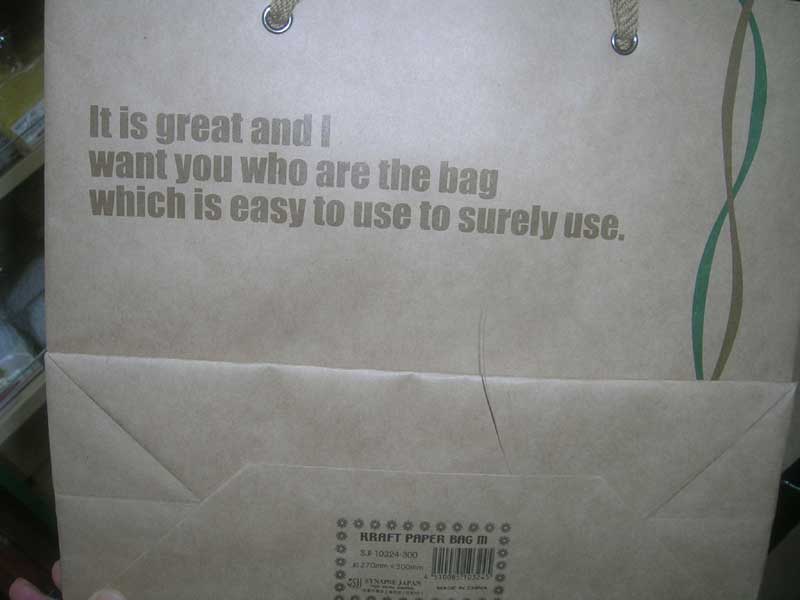 It is great and I
want you who are the bag
which is easy to use to surely use.
KRAFT PAPER BAG III
SYNAPSE JAPAN
MADE IN CHINA